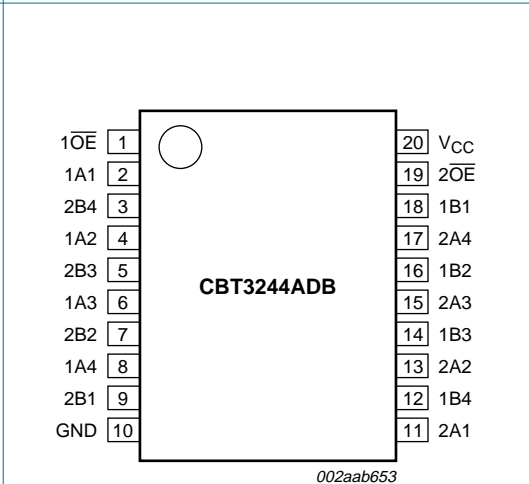 1O̅E̅ 1 20 VCC
1A1 2 19 2O̅E̅
2B4 3 18 1B1
1A2 4 17 2A4
2B3 5 16 1B2
CBT3244ADB
1A3 6 15 2A3
2B2 7 14 1B3
1A4 8 13 2A2
2B1 9 12 1B4
GND 10 11 2A1
002aab653